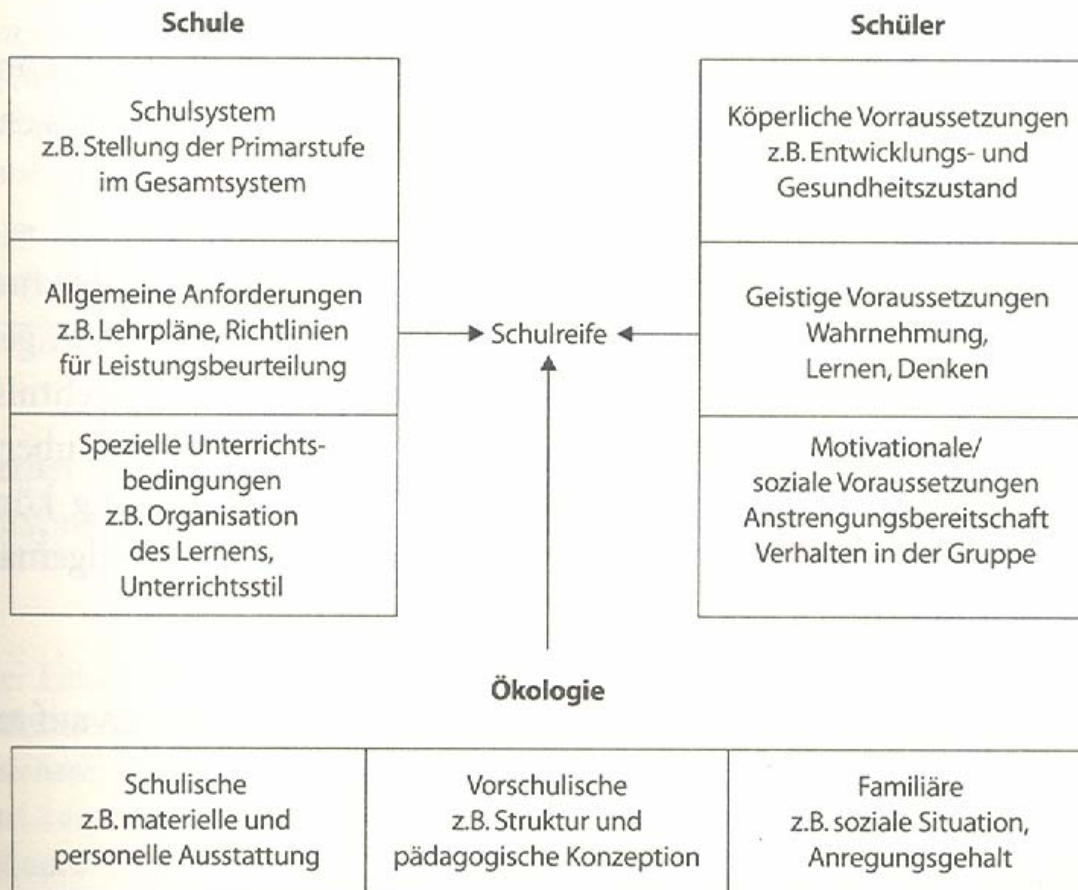 Schule
Schulsystem
z.B. Stellung der Primarstufe
im Gesamtsystem
Allgemeine Anforderungen
z.B. Lehrpläne, Richtlinien
für Leistungsbeurteilung
Spezielle Unterrichts-
bedingungen
z.B. Organisation
des Lernens,
Unterrichtsstil
Schulreife
Schüler
Köperliche Vorraussetzungen
z.B. Entwicklungs- und
Gesundheitszustand
Geistige Voraussetzungen
Wahrnehmung,
Lernen, Denken
Motivationale/
soziale Voraussetzungen
Anstrengungsbereitschaft
Verhalten in der Gruppe
Ökologie
Schulische
z.B. materielle und
personelle Ausstattung
Vorschulische
z.B. Struktur und
pädagogische Konzeption
Familiäre
z.B. soziale Situation,
Anregungsgehalt